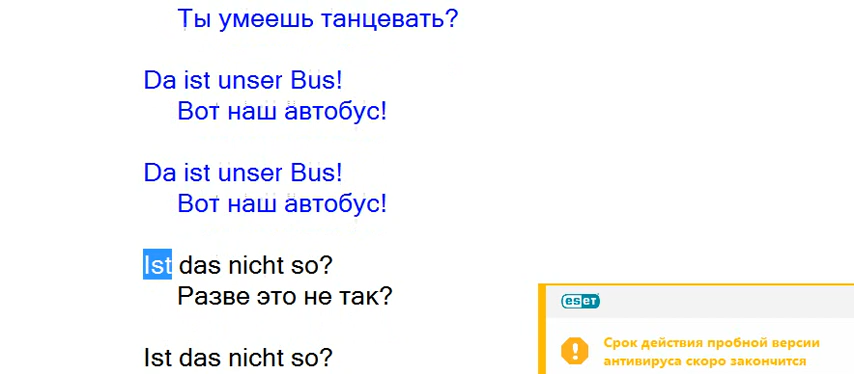 Ты умеешь танцевать?
Da ist unser Bus!
Вот наш автобус!
Da ist unser Bus!
Вот наш автобус!
Ist das nicht so?
Разве это не так?
Ist das nicht so?
eset
Срок действия пробной версии
антивируса скоро закончится